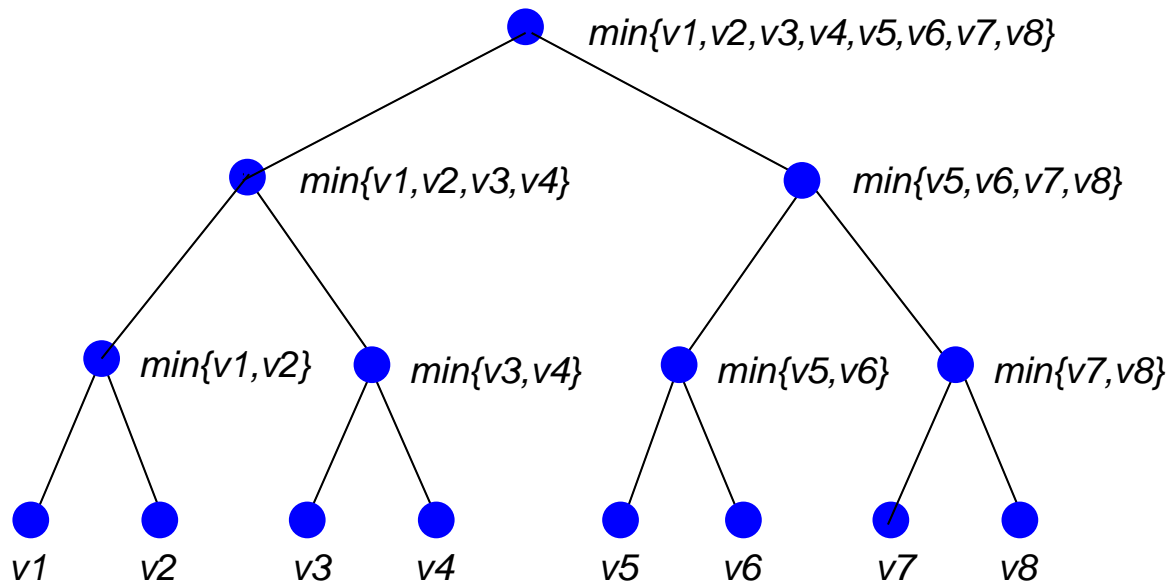 min{v1,v2,v3,v4,v5,v6,v7,v8}
min{v1,v2,v3,v4}
min{v5,v6,v7,v8}
min{v1,v2}
min{v3,v4}
min{v5,v6}
min{v7,v8}
v1 v2 v3 v4 v5 v6 v7 v8